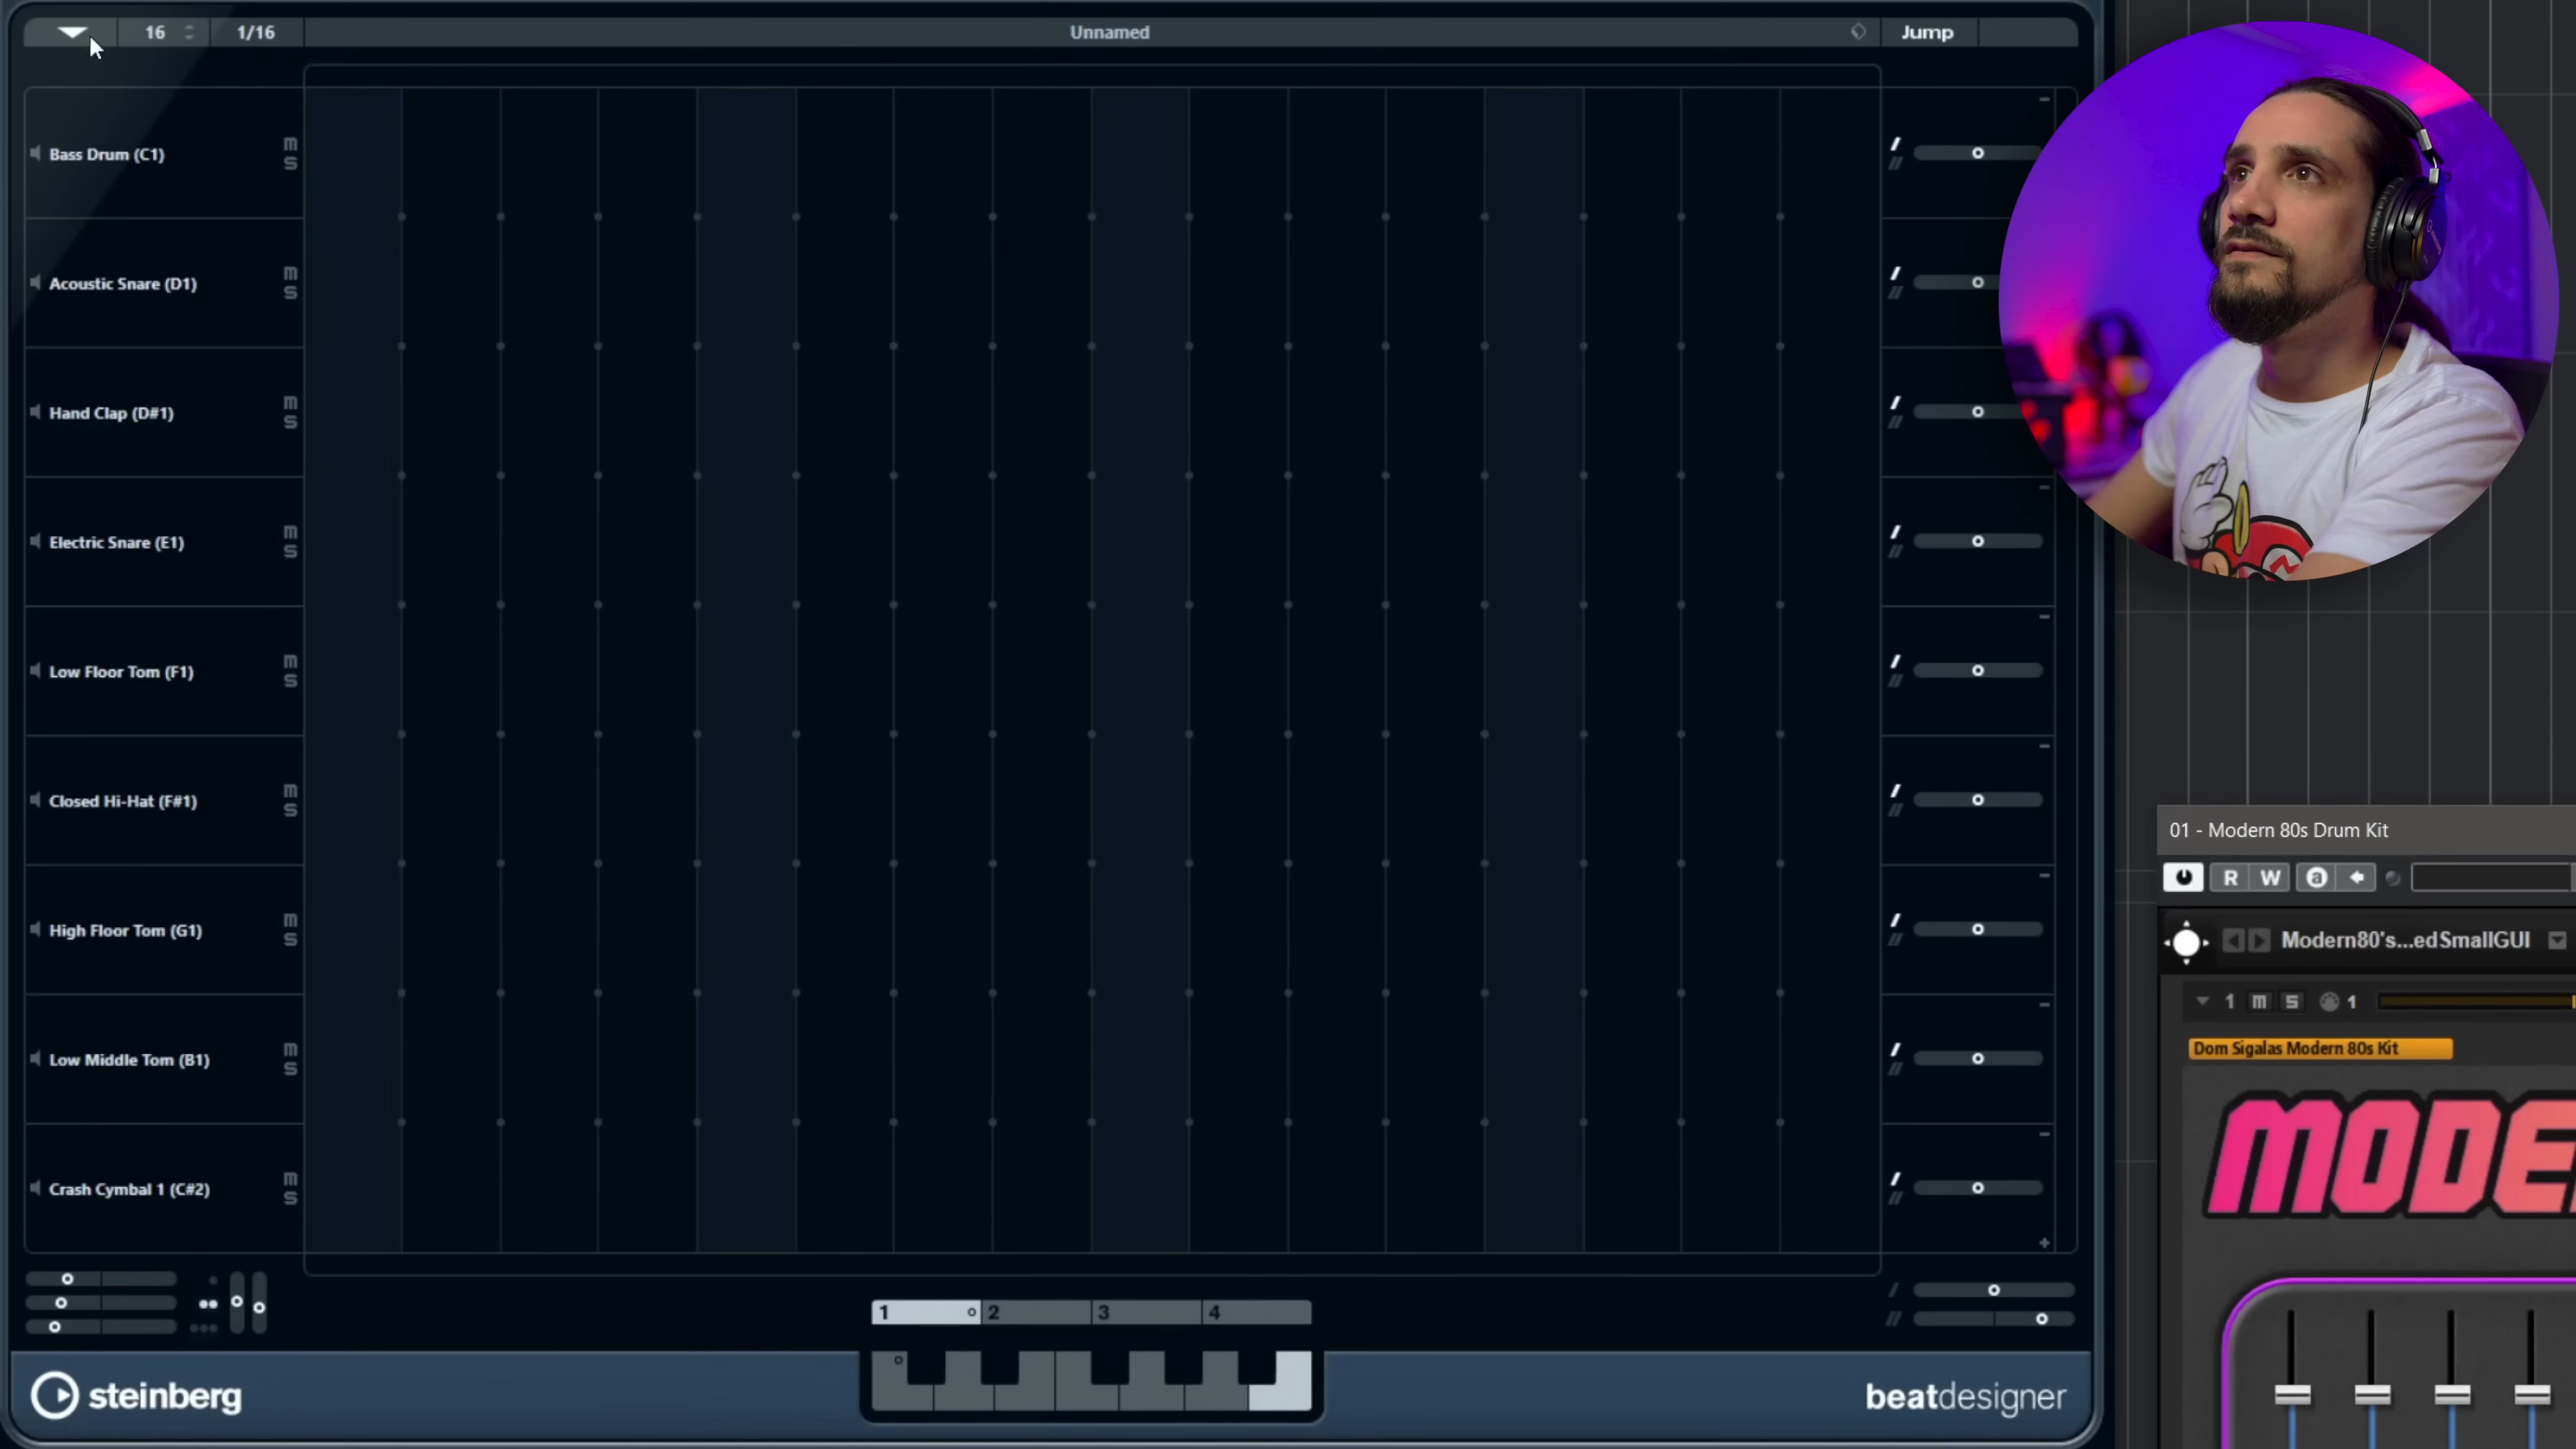 16
1/16
Unnamed
Jump
Bass Drum (C1)
m
S
Acoustic Snare (D1)
m
S
Hand Clap (D#1)
m
S
Electric Snare (E1)
m
S
Low Floor Tom (F1)
m
S
Closed Hi-Hat (F#1)
m
S
High Floor Tom (G1)
m
S
Low Middle Tom (B1)
m
S
Crash Cymbal 1 (C#2)
m
S
1
2
3
4
steinberg
beatdesigner
01 - Modern 80s Drum Kit
R W a
Modern80's...edSmallGUI
1 m S 1
Dom Sigalas Modern 80s Kit
MODE